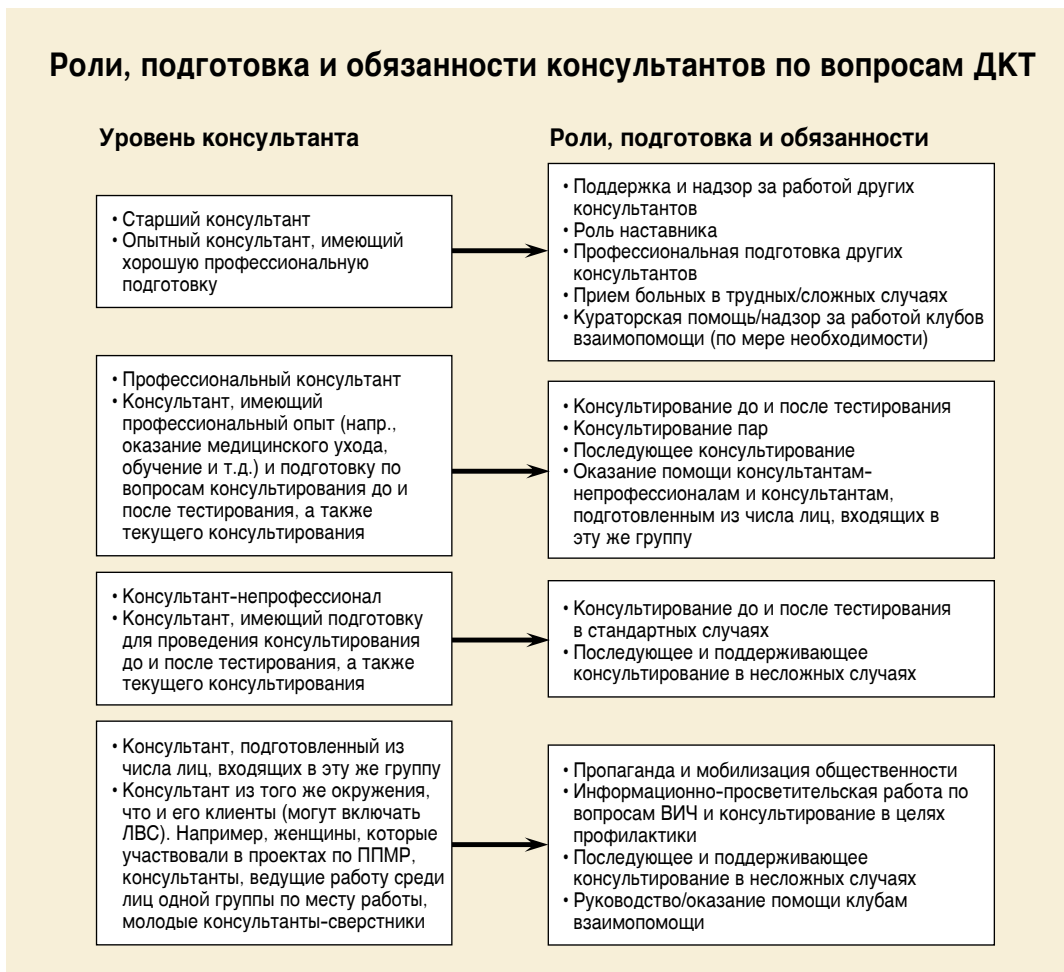 Роли, подготовка и обязанности консультантов по вопросам ДКТ
Уровень консультанта
Роли, подготовка и обязанности
• Старший консультант
• Опытный консультант, имеющий
хорошую профессиональную
подготовку
• Поддержка и надзор за работой других
консультантов
• Роль наставника
• Профессиональная подготовка других
консультантов
• Прием больных в трудных/сложных случаях
• Кураторская помощь/надзор за работой клубов
взаимопомощи (по мере необходимости)
• Профессиональный консультант
• Консультант, имеющий
профессиональный опыт (напр.,
оказание медицинского ухода,
обучение и т.д.) и подготовку по
вопросам консультирования до и
после тестирования, а также
текущего консультирования
• Консультирование до и после тестирования
• Консультирование пар
• Последующее консультирование
• Оказание помощи консультантам-
непрофессионалам и консультантам,
подготовленным из числа лиц, входящих в
эту же группу
• Консультант-непрофессионал
• Консультант, имеющий подготовку
для проведения консультирования
до и после тестирования, а также
текущего консультирования
• Консультирование до и после тестирования
в стандартных случаях
• Последующее и поддерживающее
консультирование в несложных случаях
• Консультант, подготовленный из
числа лиц, входящих в эту же группу
• Консультант из того же окружения,
что и его клиенты (могут включать
ЛВС). Например, женщины, которые
участвовали в проектах по ППМР,
консультанты, ведущие работу среди
лиц одной группы по месту работы,
молодые консультанты-сверстники
• Пропаганда и мобилизация общественности
• Информационно-просветительская работа по
вопросам ВИЧ и консультирование в целях
профилактики
• Последующее и поддерживающее
консультирование в несложных случаях
• Руководство/оказание помощи клубам
взаимопомощи